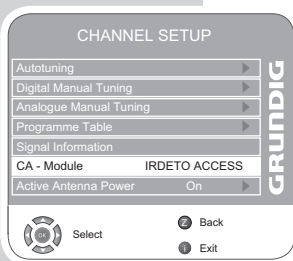 CHANNEL SETUP
Autotuning
Digital Manual Tuning
Analogue Manual Tuning
Programme Table
Signal Information
CA - Module IRDETO ACCESS
Active Antenna Power On
GRUNDIG
OK Select
Z Back
i Exit